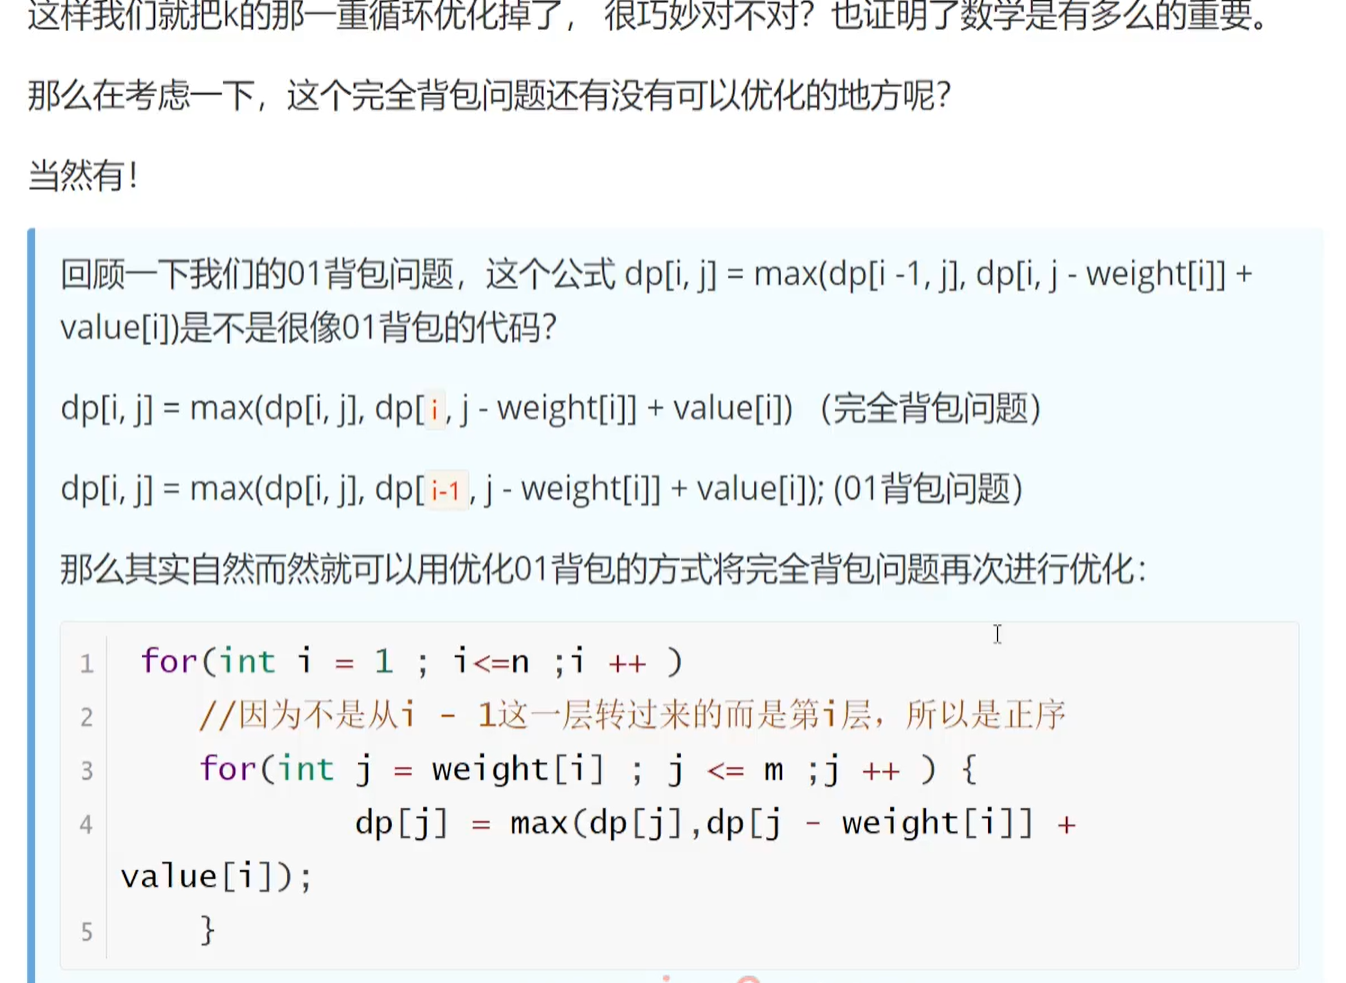 这样我们就把k的那一重循环优化掉了，很巧妙对不对？也证明了数学是有多么的重要。
那么在考虑一下，这个完全背包问题还有没有可以优化的地方呢？
当然有！
回顾一下我们的01背包问题，这个公式 dp[i, j] = max(dp[i -1, j], dp[i, j - weight[i]] +
value[i])是不是很像01背包的代码？
dp[i, j] = max(dp[i, j], dp[i, j - weight[i]] + value[i]) （完全背包问题）
dp[i, j] = max(dp[i, j], dp[i-1, j - weight[i]] + value[i]); (01背包问题)
那么其实自然而然就可以用优化01背包的方式将完全背包问题再次进行优化：
1 for(int i = 1 ; i<=n ;i ++ )
2 //因为不是从i - 1这一层转过来的而是第i层，所以是正序
3 for(int j = weight[i] ; j <= m ;j ++ ) {
4 dp[j] = max(dp[j],dp[j - weight[i]] +
value[i]);
5 }